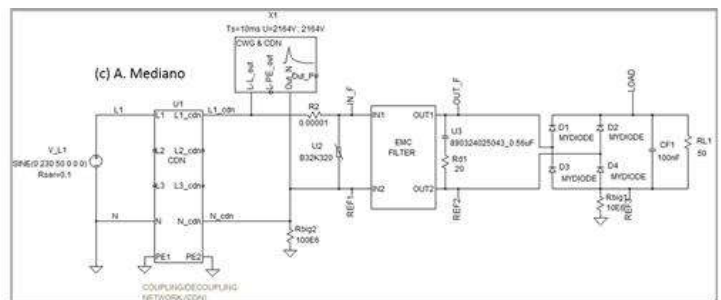 X1
Ts=10ms U=2164V; 2164V
CWG & CDN
L-L_out
Out_N
Out_PE
(c) A. Mediano
L1
U1
L1_cdn
R2
0.00001
IN_F
OUT_F
LOAD
L1
L1_cdn
IN1
OUT1
V_L1
SINE(0 230 50 0 0 0)
Rser=0.1
L2
L2_cdn
CDN
U2
B32K320
EMC
FILTER
U3
890324025043_0.56uF
D1
MYDIODE
D2
MYDIODE
CF1
100nF
RL1
50
L3
L3_cdn
Rd1
20
D3
MYDIODE
D4
MYDIODE
N
N
N_cdn
N_cdn
IN2
OUT2
REF1
REF2
Rbig2
100E6
Rbig1
10E6
PE1
PE2
COUPLING/DECOUPLING
NETWORK (CDN)